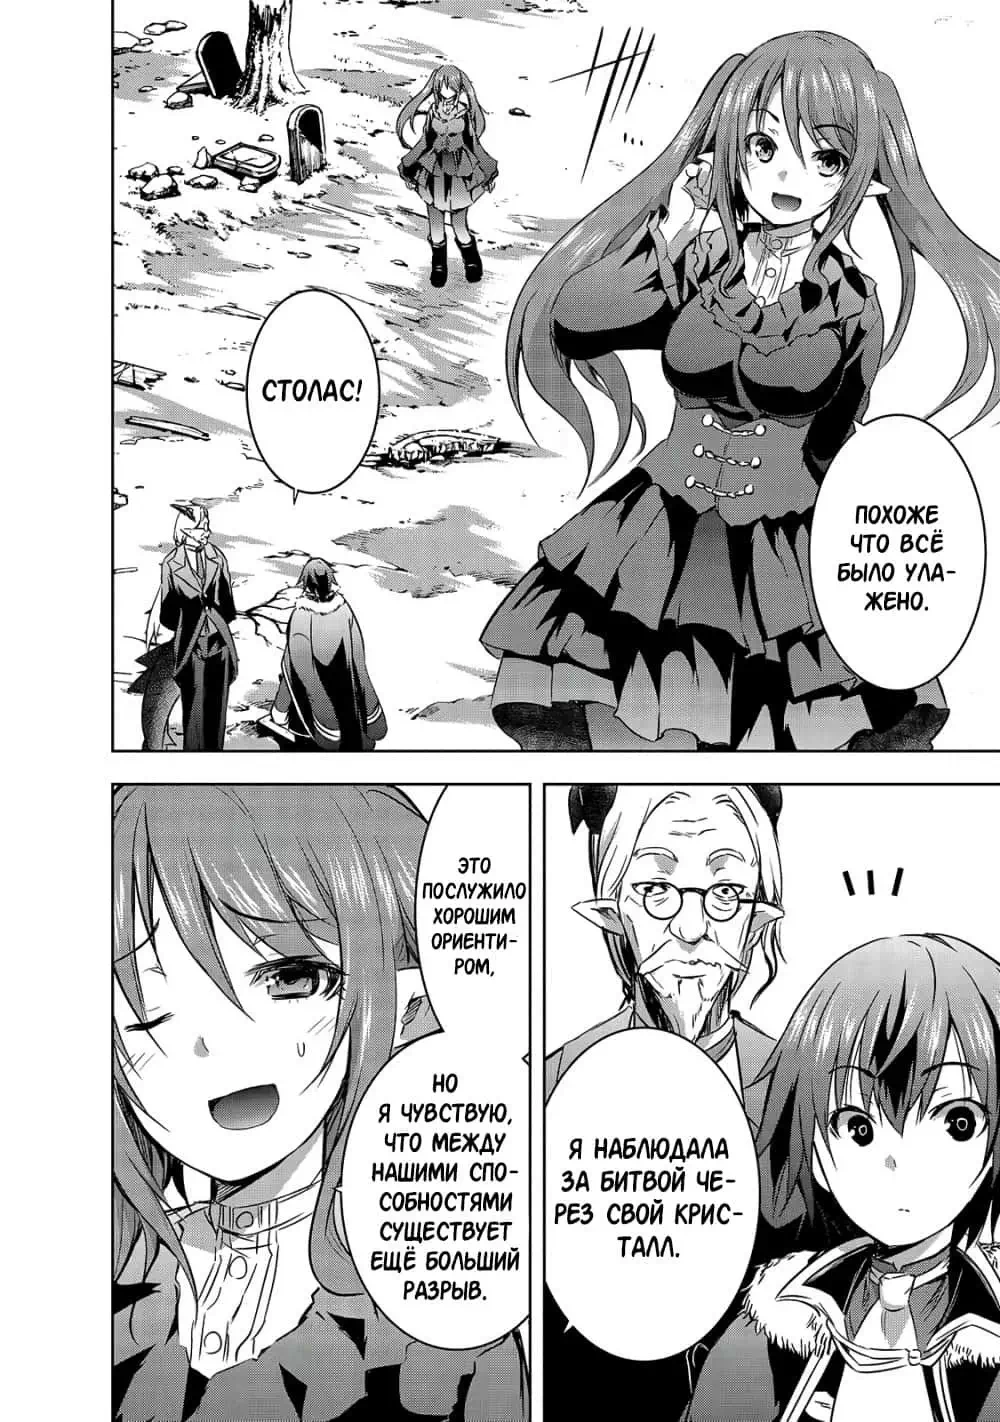 ПОХОЖЕ
ЧТО ВСЁ
БЫЛО УЛА-
ЖЕНО.
СТОЛАС!
Я НАБЛЮДАЛА
ЗА БИТВОЙ ЧЕ-
РЕЗ СВОЙ КРИС-
ТАЛЛ.
ЭТО
ПОСЛУЖИЛО
ХОРОШИМ
ОРИЕНТИ-
РОМ,
НО
Я ЧУВСТВУЮ,
ЧТО МЕЖДУ
НАШИМИ СПО-
СОБНОСТЯМИ
СУЩЕСТВУЕТ
ЕЩЁ БОЛЬШИЙ
РАЗРЫВ.